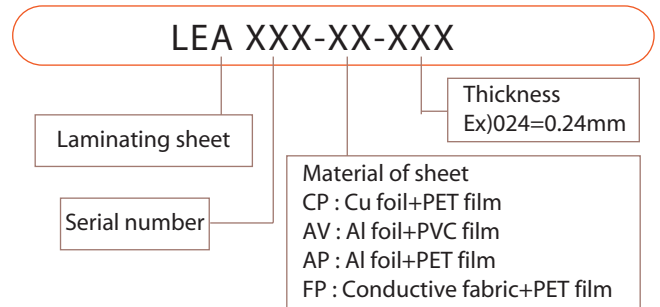 LEA XXX-XX-XXX
Thickness
Ex)024=0.24mm
Laminating sheet
Material of sheet
CP : Cu foil+PET film
AV : Al foil+PVC film
AP : Al foil+PET film
FP : Conductive fabric+PET film
Serial number